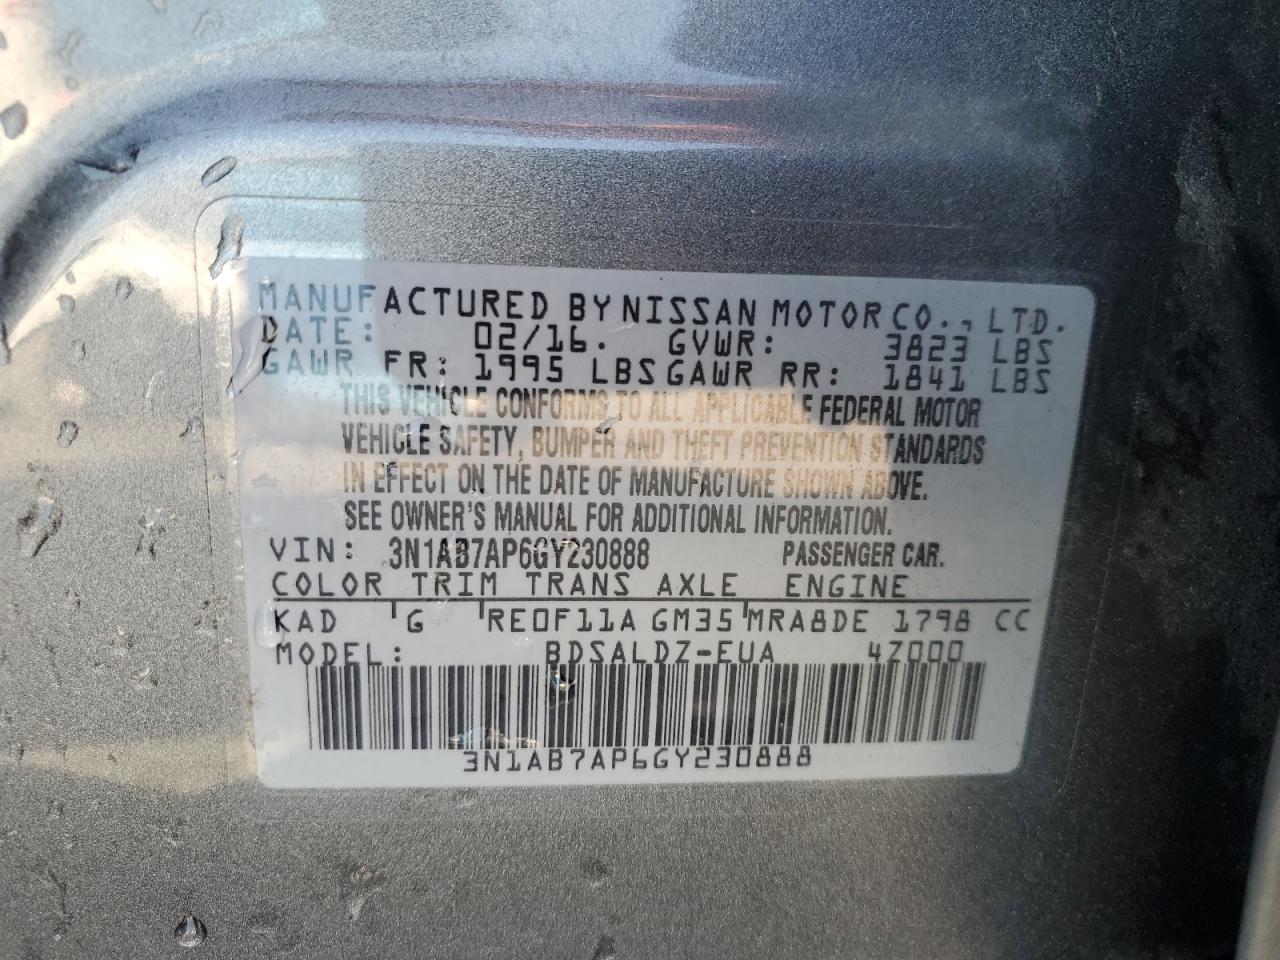 MANUFACTURED BY NISSAN MOTOR CO., LTD.
DATE: 02/16. GVWR: 3823 LBS
GAWR FR: 1995 LBS GAWR RR: 1841 LBS
THIS VEHICLE CONFORMS TO ALL APPLICABLE FEDERAL MOTOR
VEHICLE SAFETY, BUMPER AND THEFT PREVENTION STANDARDS
IN EFFECT ON THE DATE OF MANUFACTURE SHOWN ABOVE.
SEE OWNER'S MANUAL FOR ADDITIONAL INFORMATION.
VIN: 3N1AB7AP6GY230888 PASSENGER CAR.
COLOR TRIM TRANS AXLE ENGINE
KAD G RE0F11A GM35 MRA8DE 1798 CC
MODEL: BDSALDZ-EUA 4Z000
3N1AB7AP6GY230888